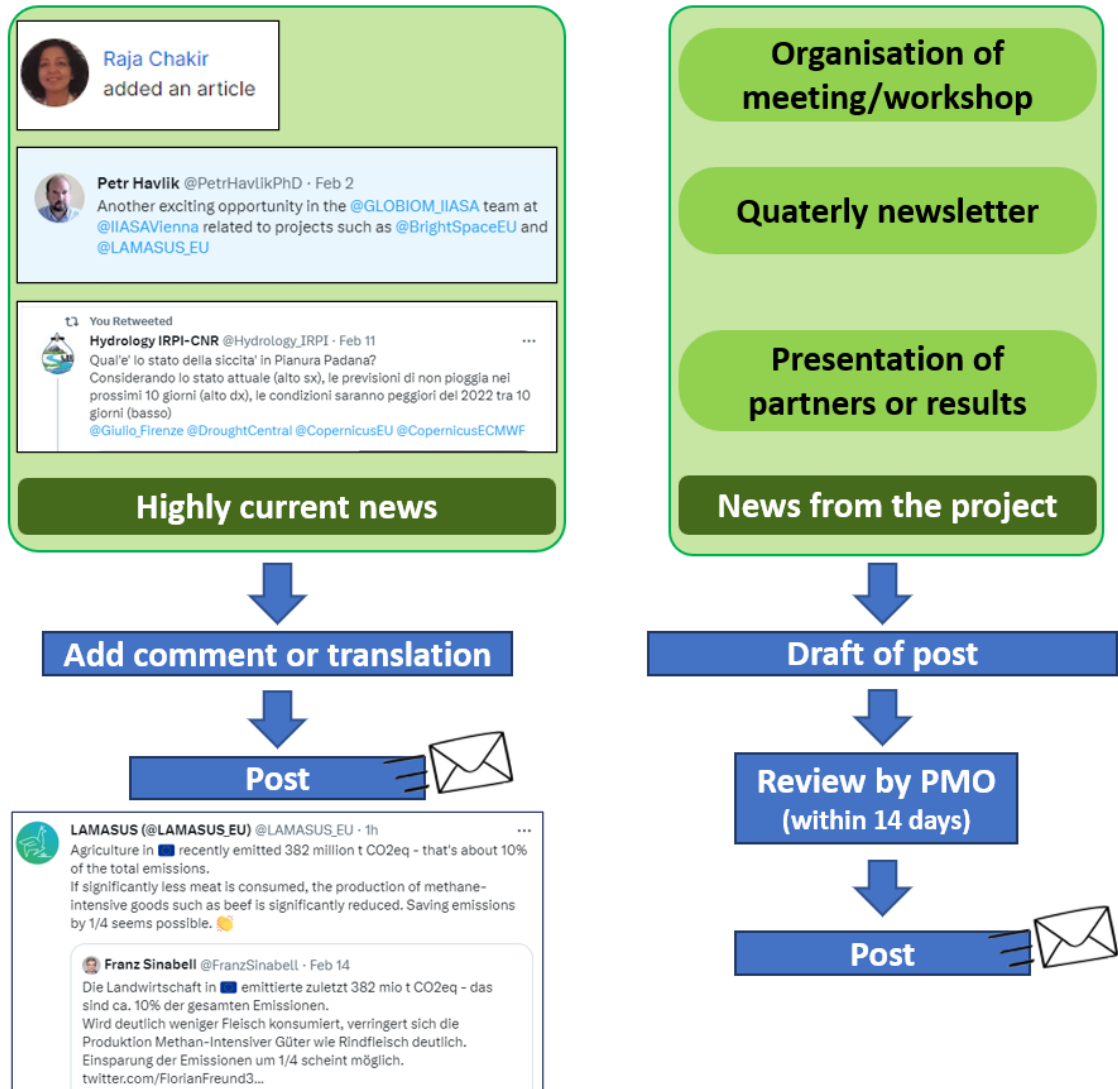 Raja Chakir
added an article
Petr Havlik @PetrHavlikPhD · Feb 2
Another exciting opportunity in the @GLOBIOM_IIASA team at
@IIASAVienna related to projects such as @BrightSpaceEU and
@LAMASUS_EU
You Retweeted
Hydrology IRPI-CNR @Hydrology_IRPI · Feb 11
Qual'e' lo stato della siccita' in Pianura Padana?
Considerando lo stato attuale (alto sx), le previsioni di non pioggia nei
prossimi 10 giorni (alto dx), le condizioni saranno peggiori del 2022 tra 10
giorni (basso)
@Giulio_Firenze @DroughtCentral @CopernicusEU @CopernicusECMWF
Highly current news
Add comment or translation
Post
LAMASUS (@LAMASUS_EU) @LAMASUS_EU · 1h
Agriculture in 🇪🇺 recently emitted 382 million t CO2eq - that's about 10%
of the total emissions.
If significantly less meat is consumed, the production of methane-
intensive goods such as beef is significantly reduced. Saving emissions
by 1/4 seems possible. 👏
Franz Sinabell @FranzSinabell · Feb 14
Die Landwirtschaft in 🇪🇺 emittierte zuletzt 382 mio t CO2eq - das
sind ca. 10% der gesamten Emissionen.
Wird deutlich weniger Fleisch konsumiert, verringert sich die
Produktion Methan-Intensiver Güter wie Rindfleisch deutlich.
Einsparung der Emissionen um 1/4 scheint möglich.
twitter.com/FlorianFreund3...
Organisation of
meeting/workshop
Quaterly newsletter
Presentation of
partners or results
News from the project
Draft of post
Review by PMO
(within 14 days)
Post